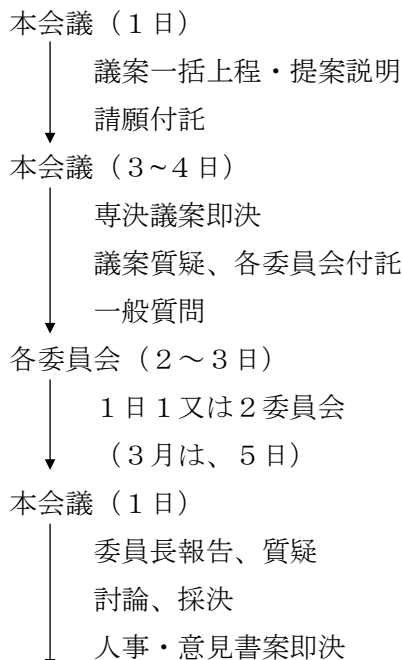 本会議（１日）
議案一括上程・提案説明
請願付託
本会議（３~４日）
専決議案即決
議案質疑、各委員会付託
一般質問
各委員会（２～３日）
１日１又は２委員会
（３月は、５日）
本会議（１日）
委員長報告、質疑
討論、採決
人事・意見書案即決